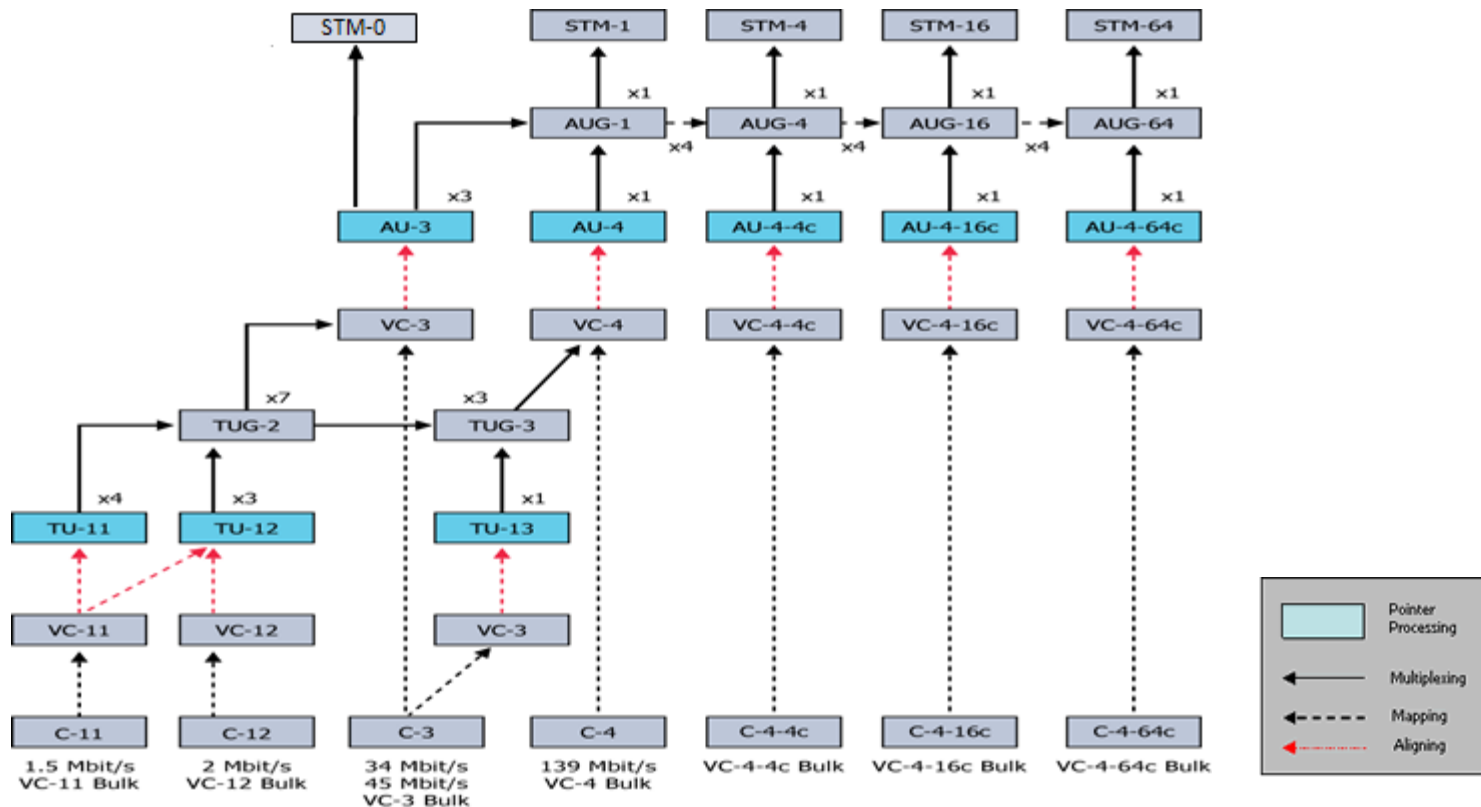 STM-0
STM-1
STM-4
STM-16
STM-64
x1
x1
x1
x1
AUG-1
AUG-4
AUG-16
AUG-64
x4
x4
x4
x3
x1
x1
x1
x1
AU-3
AU-4
AU-4-4c
AU-4-16c
AU-4-64c
VC-3
VC-4
VC-4-4c
VC-4-16c
VC-4-64c
x7
x3
TUG-2
TUG-3
x4
x3
x1
TU-11
TU-12
TU-13
VC-11
VC-12
VC-3
C-11
C-12
C-3
C-4
C-4-4c
C-4-16c
C-4-64c
1.5 Mbit/s
VC-11 Bulk
2 Mbit/s
VC-12 Bulk
34 Mbit/s
45 Mbit/s
VC-3 Bulk
139 Mbit/s
VC-4 Bulk
VC-4-4c Bulk
VC-4-16c Bulk
VC-4-64c Bulk
Pointer
Processing
Multiplexing
Mapping
Aligning